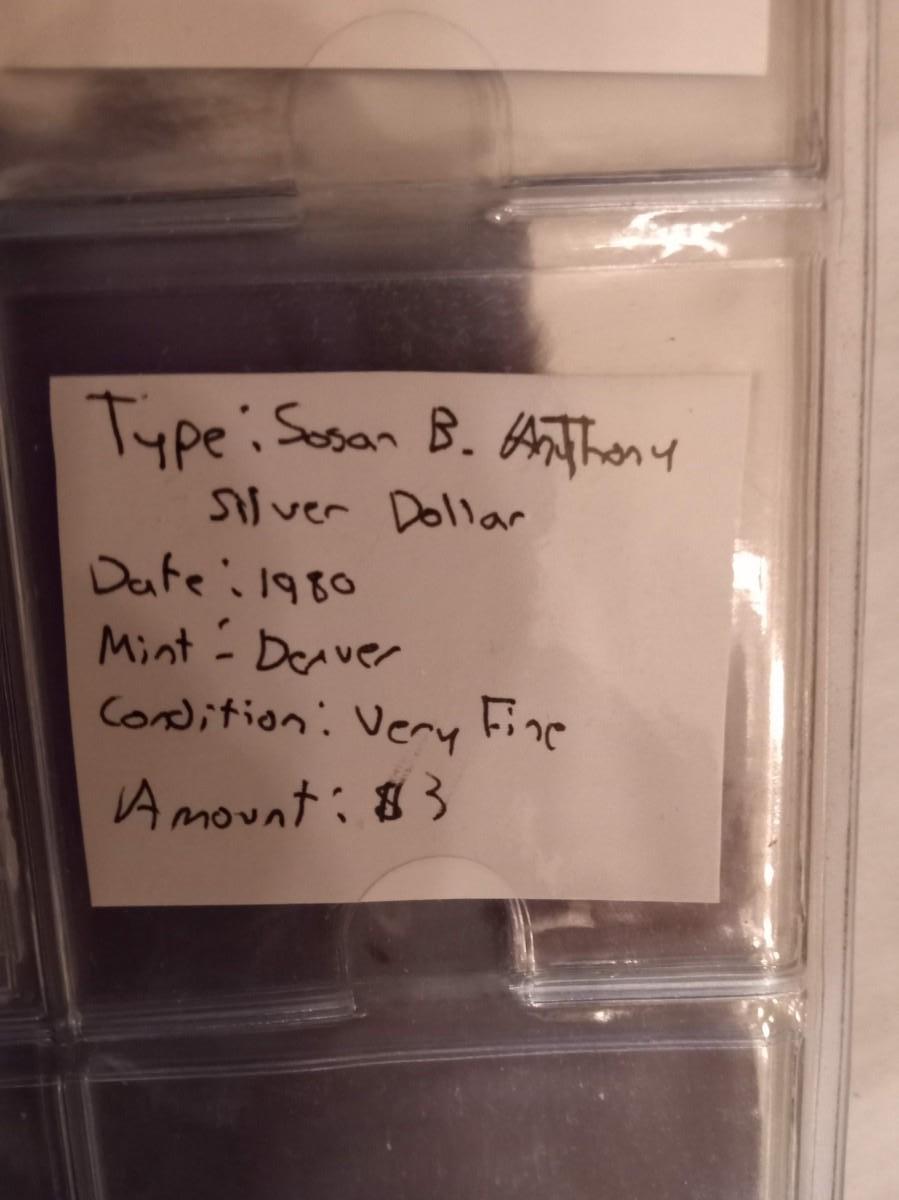 Type: Sosan B. Anthony
Silver Dollar
Date: 1980
Mint: Denver
Condition: Very Fine
Amount: $3